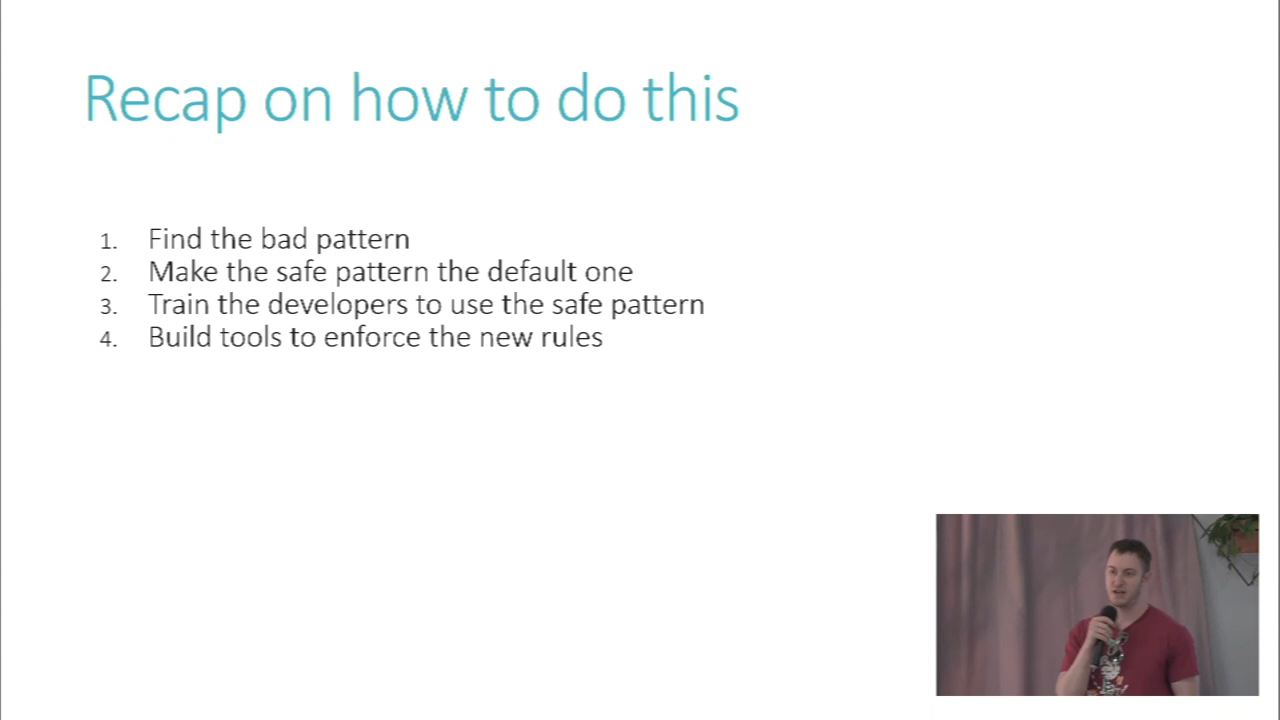 Recap on how to do this
1. Find the bad pattern
2. Make the safe pattern the default one
3. Train the developers to use the safe pattern
4. Build tools to enforce the new rules